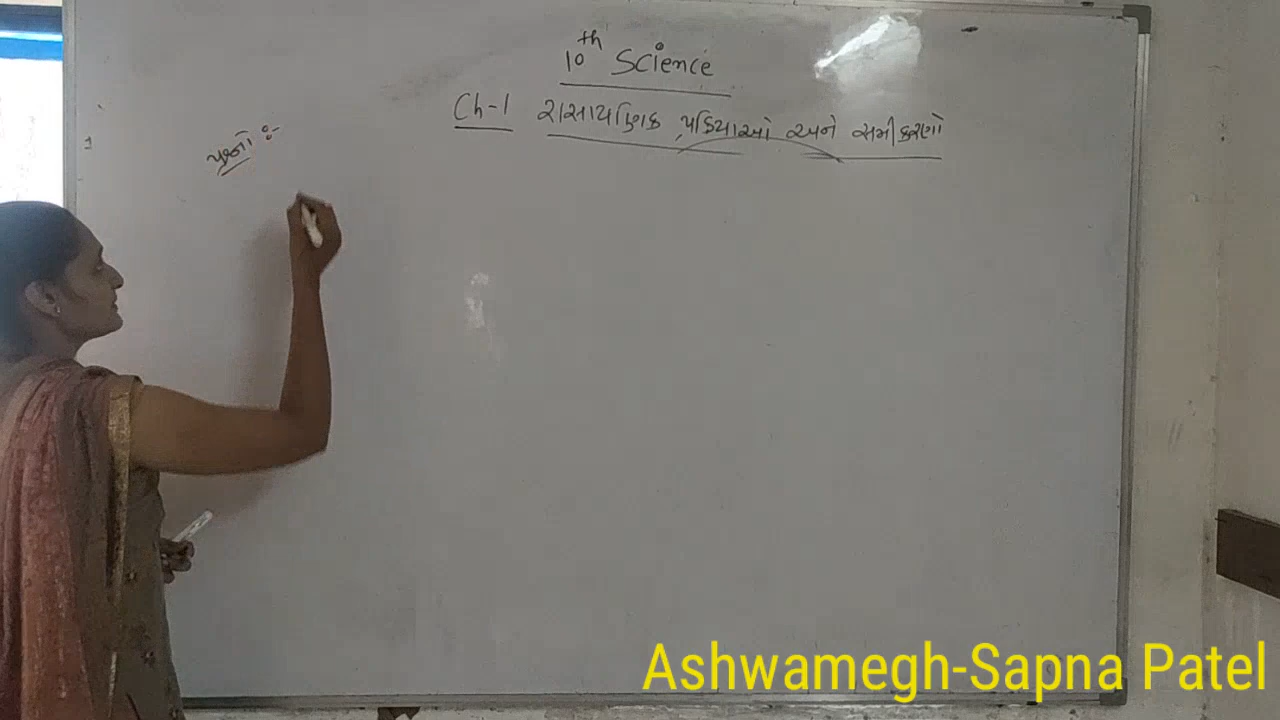 10th Science
Ch-1 રાસાયણિક પ્રક્રિયાઓ અને સમીકરણો
પ્રશ્નો :-
Ashwamegh-Sapna Patel